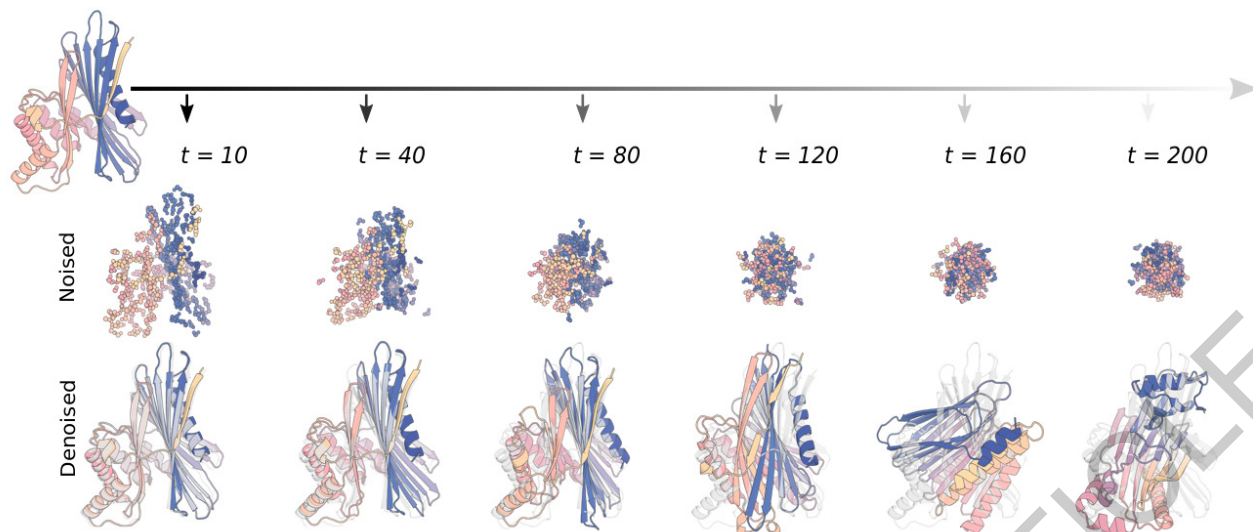 t = 10
t = 40
t = 80
t = 120
t = 160
t = 200
Noised
Denoised